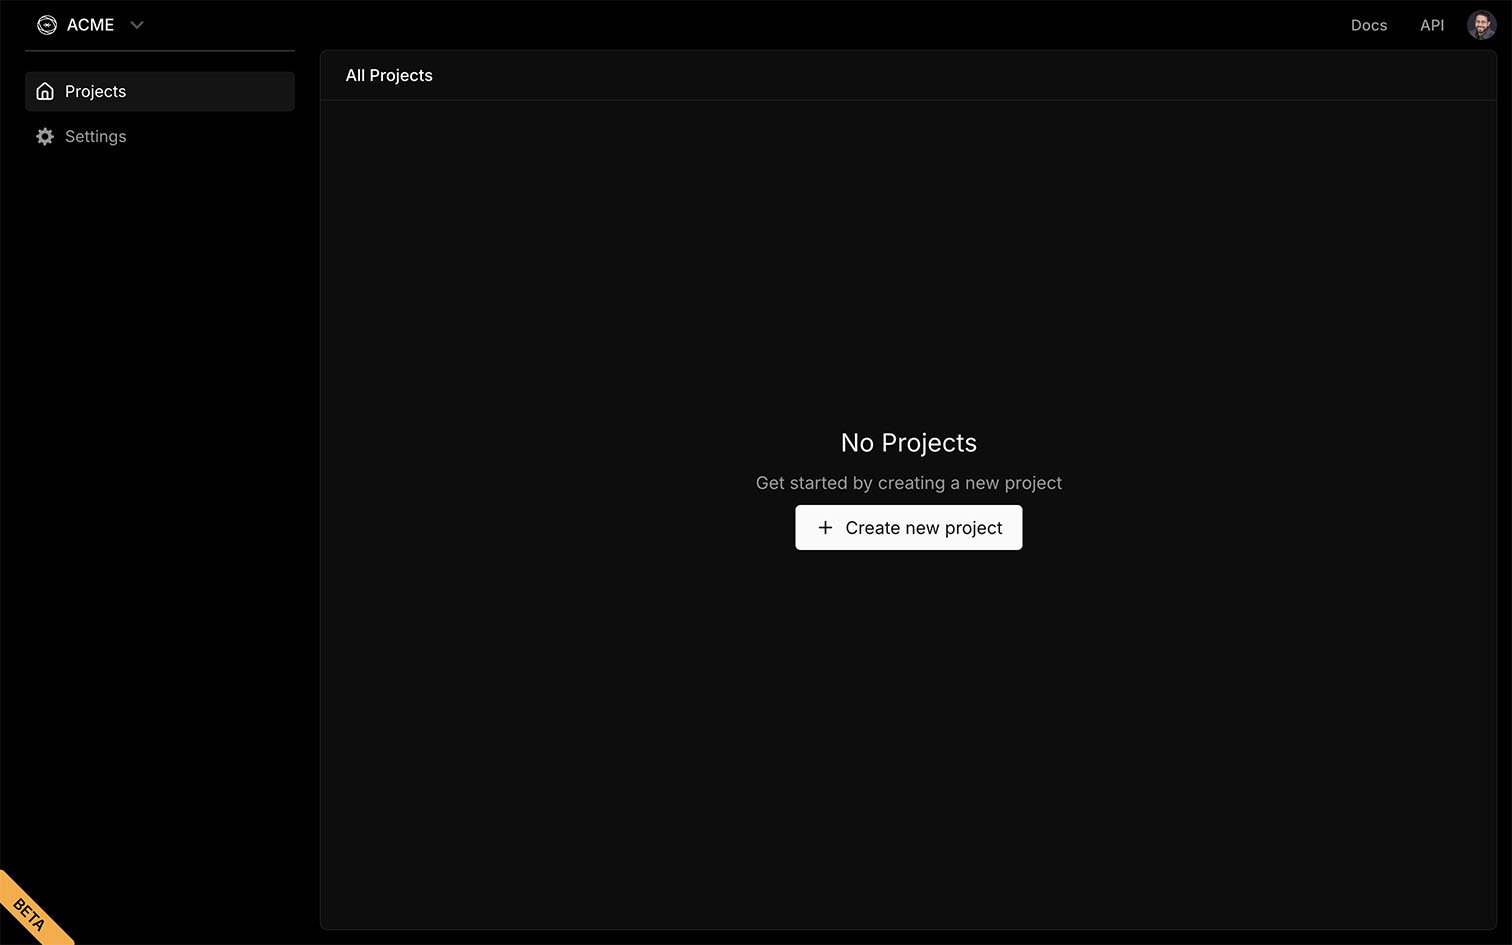 ACME
Docs
API
Projects
Settings
All Projects
No Projects
Get started by creating a new project
Create new project
BETA